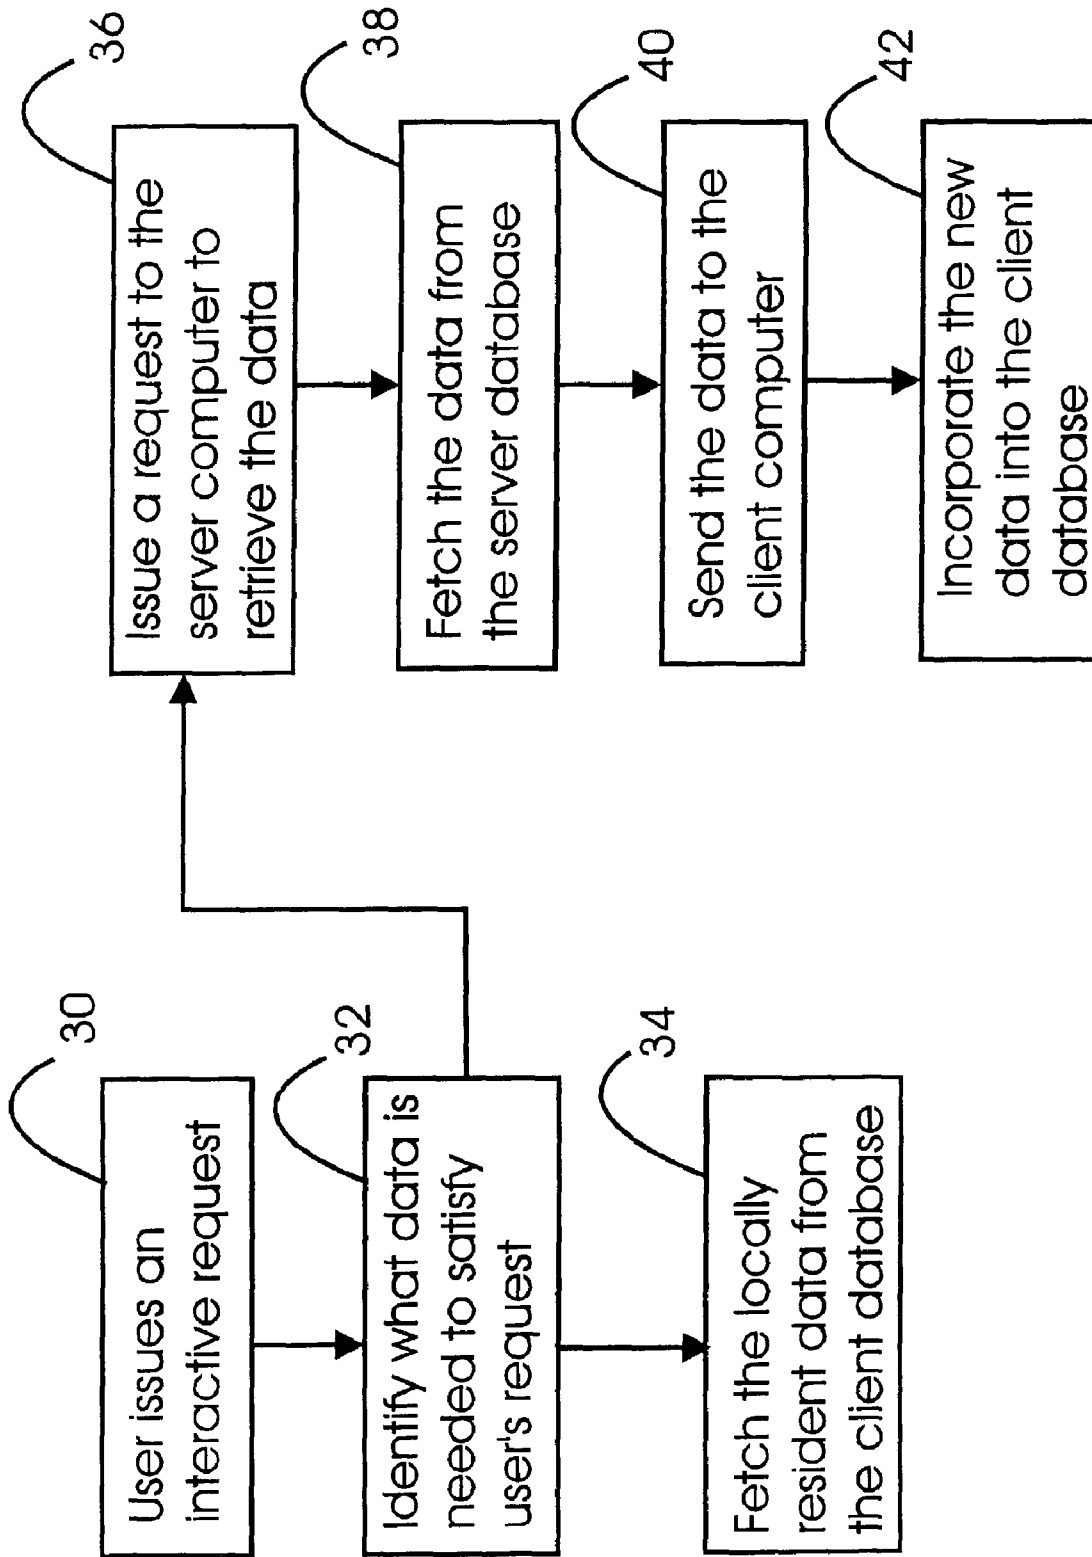 30
User issues an
interactive request
32
Identify what data is
needed to satisfy
user's request
34
Fetch the locally
resident data from
the client database
36
Issue a request to the
server computer to
retrieve the data
38
Fetch the data from
the server database
40
Send the data to the
client computer
42
Incorporate the new
data into the client
database